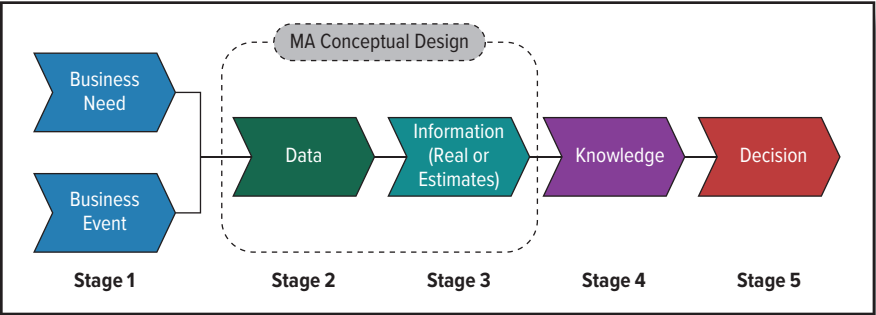 MA Conceptual Design
Business
Need
Business
Event
Data
Information
(Real or
Estimates)
Knowledge
Decision
Stage 1
Stage 2
Stage 3
Stage 4
Stage 5